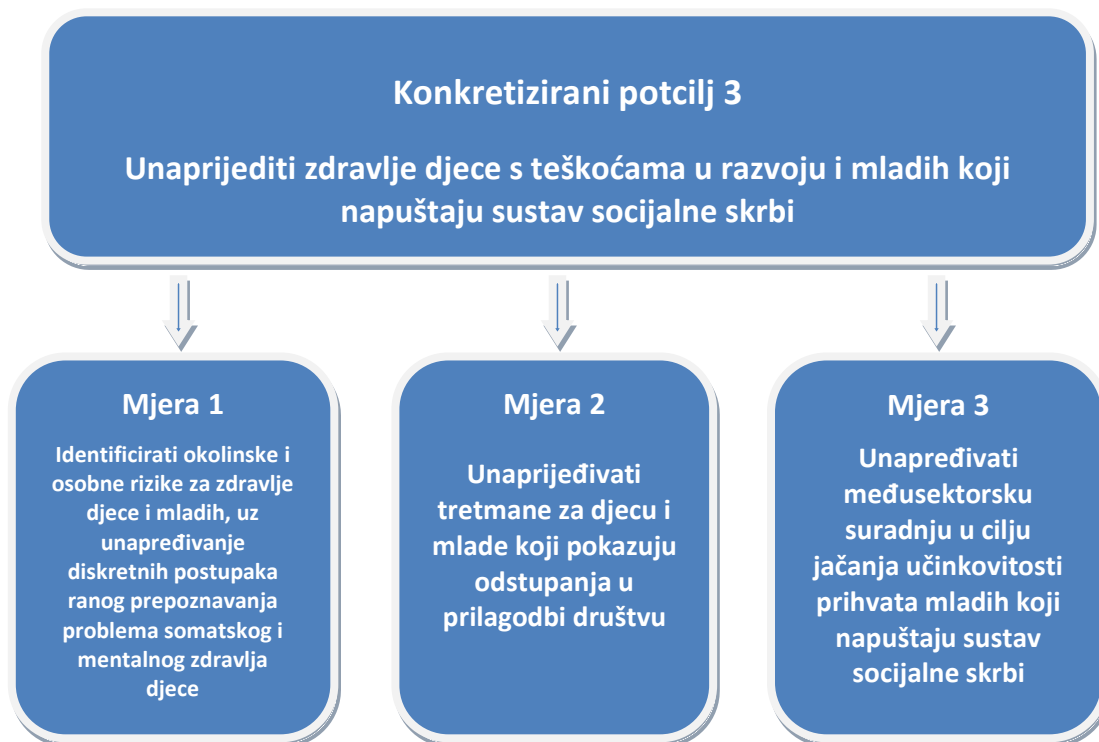 Konkretizirani potcilj 3
Unaprijediti zdravlje djece s teškoćama u razvoju i mladih koji
napuštaju sustav socijalne skrbi
Mjera 1
Identificirati okolinske i
osobne rizike za zdravlje
djece i mladih, uz
unapređivanje
diskretnih postupaka
ranog prepoznavanja
problema somatskog i
mentalnog zdravlja
djece
Mjera 2
Unaprijeđivati
tretmane za djecu i
mlade koji pokazuju
odstupanja u
prilagodbi društvu
Mjera 3
Unapređivati
međusektorsku
suradnju u cilju
jačanja učinkovitosti
prihvata mladih koji
napuštaju sustav
socijalne skrbi